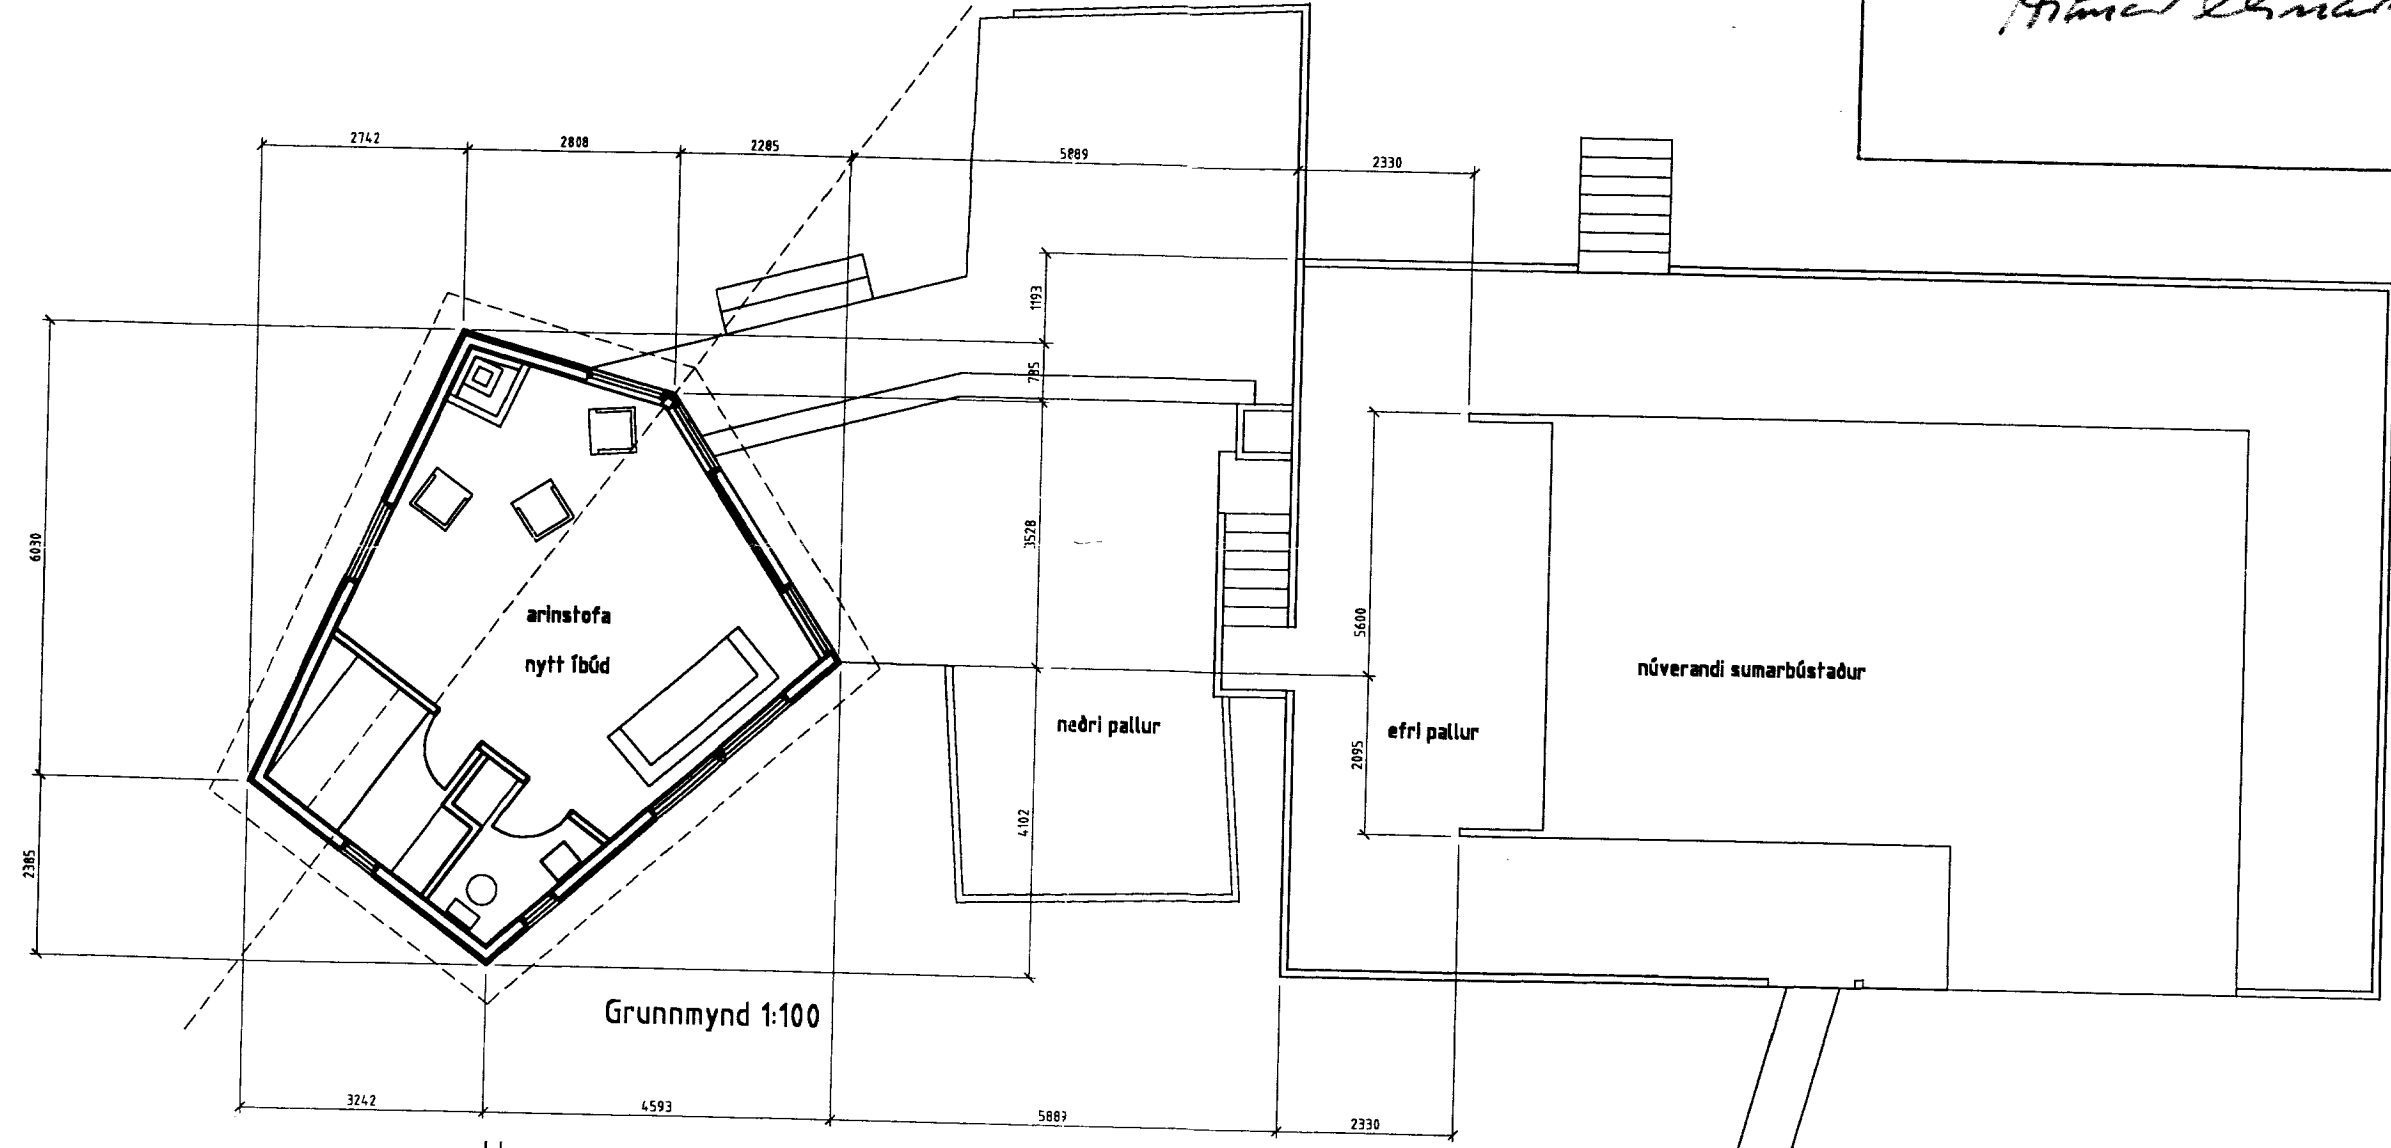 2742
2808
2285
5889
2330
1193
785
6030
3528
arinstofa
nytt íbúd
5600
núverandi sumarbústaður
neðri pallur
efri pallur
2095
4102
2385
Grunnmynd 1:100
3242
4593
5889
2330